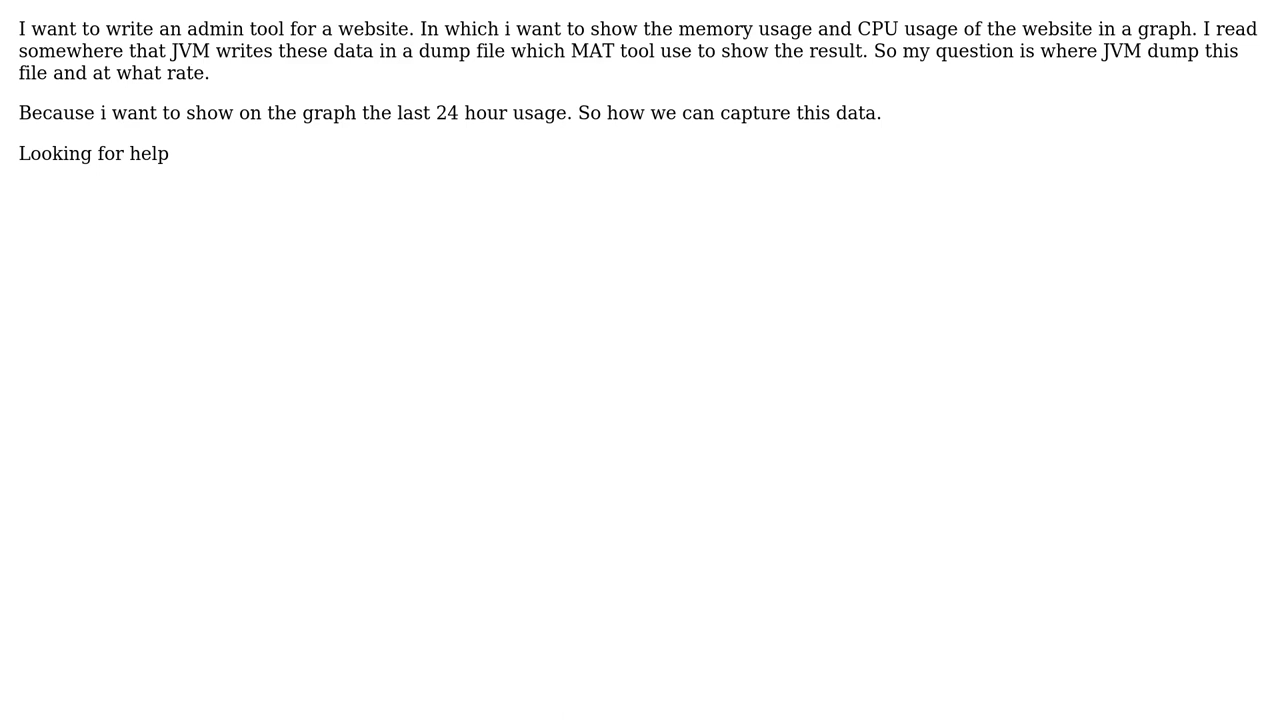 I want to write an admin tool for a website. In which i want to show the memory usage and CPU usage of the website in a graph. I read
somewhere that JVM writes these data in a dump file which MAT tool use to show the result. So my question is where JVM dump this
file and at what rate.
Because i want to show on the graph the last 24 hour usage. So how we can capture this data.
Looking for help